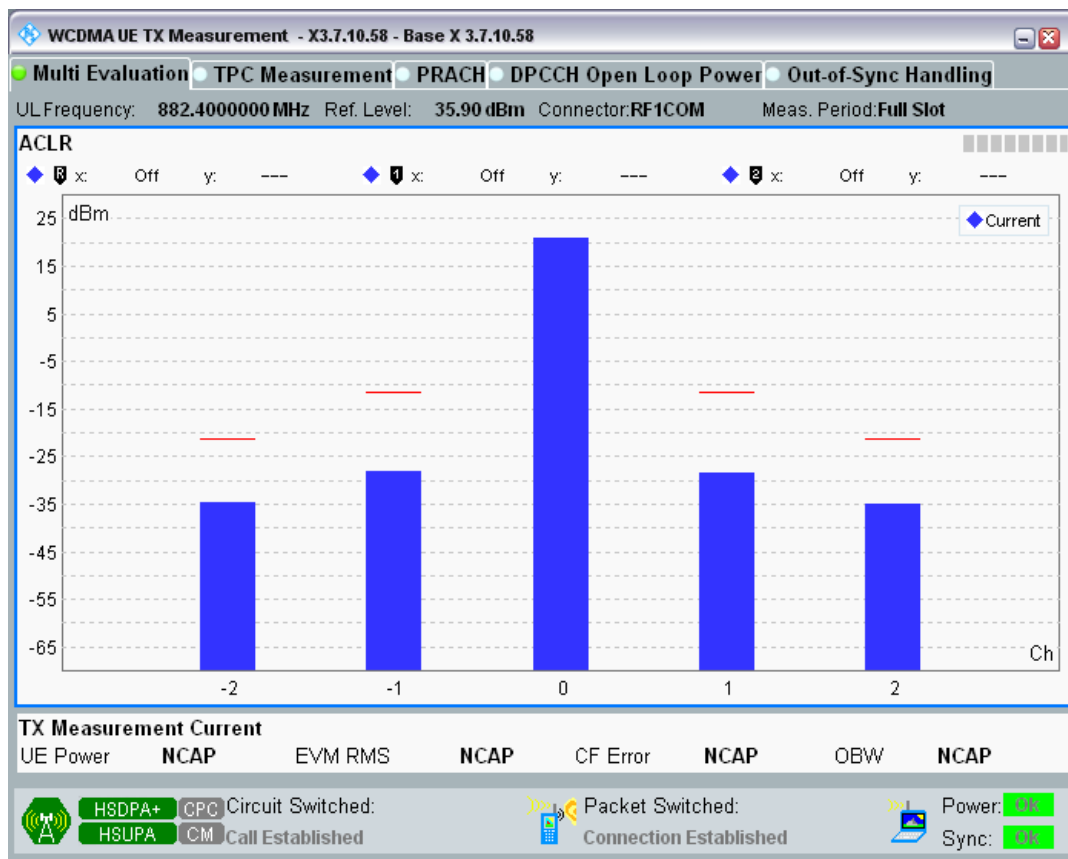 WCDMA UE TX Measurement - X3.7.10.58 - Base X 3.7.10.58
Multi Evaluation TPC Measurement PRACH DPCCH Open Loop Power Out-of-Sync Handling
UL Frequency: 882.4000000 MHz Ref. Level: 35.90 dBm Connector:RF1COM Meas. Period:Full Slot
ACLR
R x: Off y: --- 1 x: Off y: --- 2 x: Off y: ---
dBm
Current
25
15
5
-5
-15
-25
-35
-45
-55
-65
Ch
-2 -1 0 1 2
TX Measurement Current
UE Power NCAP EVM RMS NCAP CF Error NCAP OBW NCAP
HSDPA+ CPC Circuit Switched: Packet Switched: Power: OK
HSUPA CM Call Established Connection Established Sync: OK